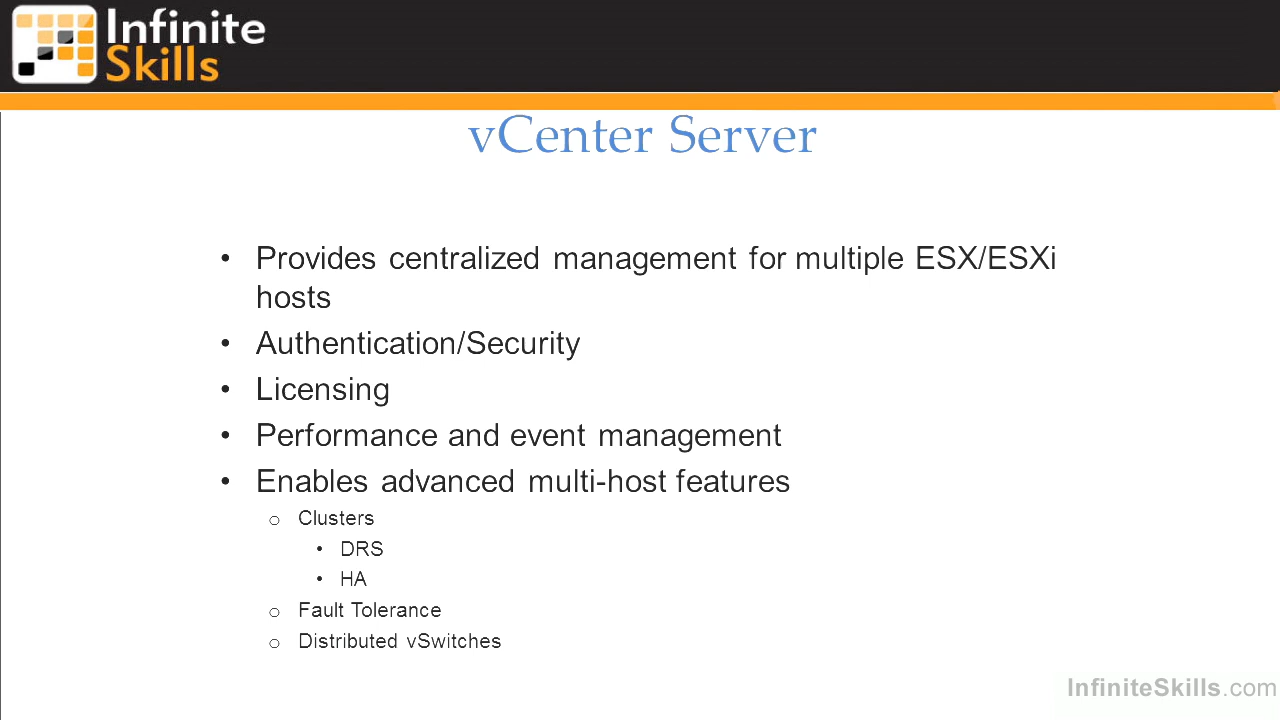 Infinite
Skills
vCenter Server
• Provides centralized management for multiple ESX/ESXi
hosts
• Authentication/Security
• Licensing
• Performance and event management
• Enables advanced multi-host features
o Clusters
• DRS
• HA
o Fault Tolerance
o Distributed vSwitches
InfiniteSkills.com